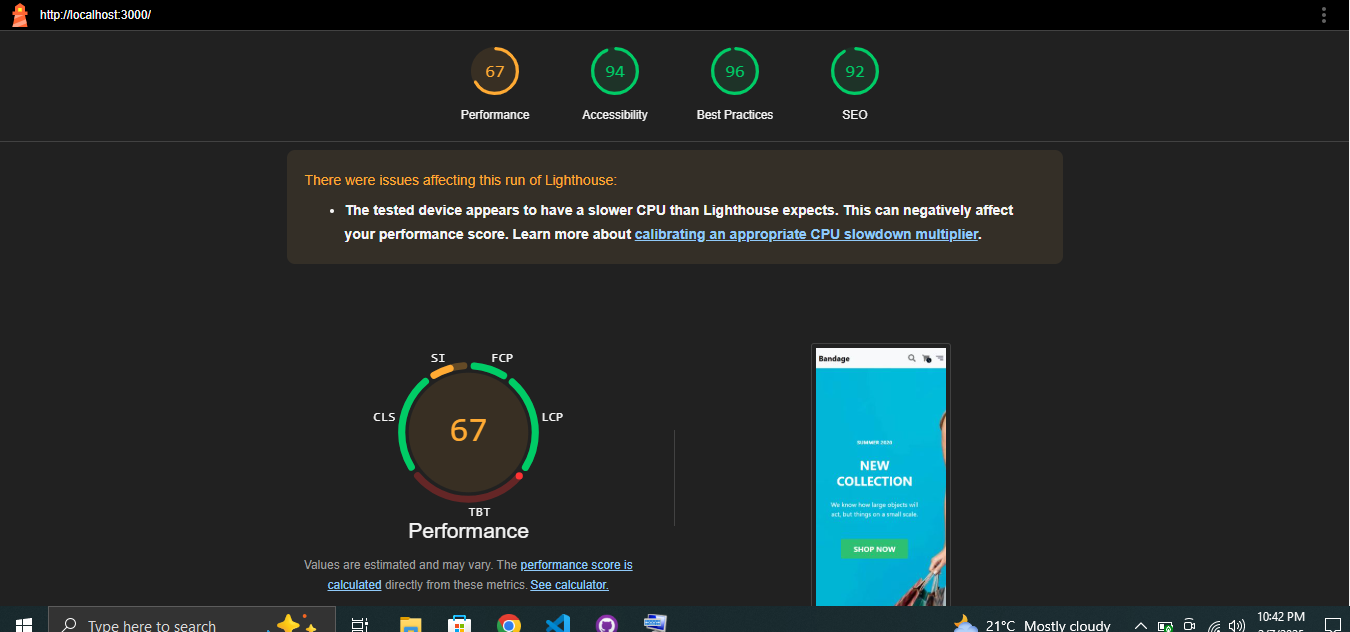 http://localhost:3000/
67
94
96
92
Performance
Accessibility
Best Practices
SEO
There were issues affecting this run of Lighthouse:
• The tested device appears to have a slower CPU than Lighthouse expects. This can negatively affect
your performance score. Learn more about calibrating an appropriate CPU slowdown multiplier.
SI
FCP
CLS
LCP
67
TBT
Performance
Values are estimated and may vary. The performance score is
calculated directly from these metrics. See calculator.
Bandage
SUMMER 2020
NEW
COLLECTION
We know how large objects will
act, but things on a small scale.
SHOP NOW
Type here to search
21°C Mostly cloudy
10:42 PM